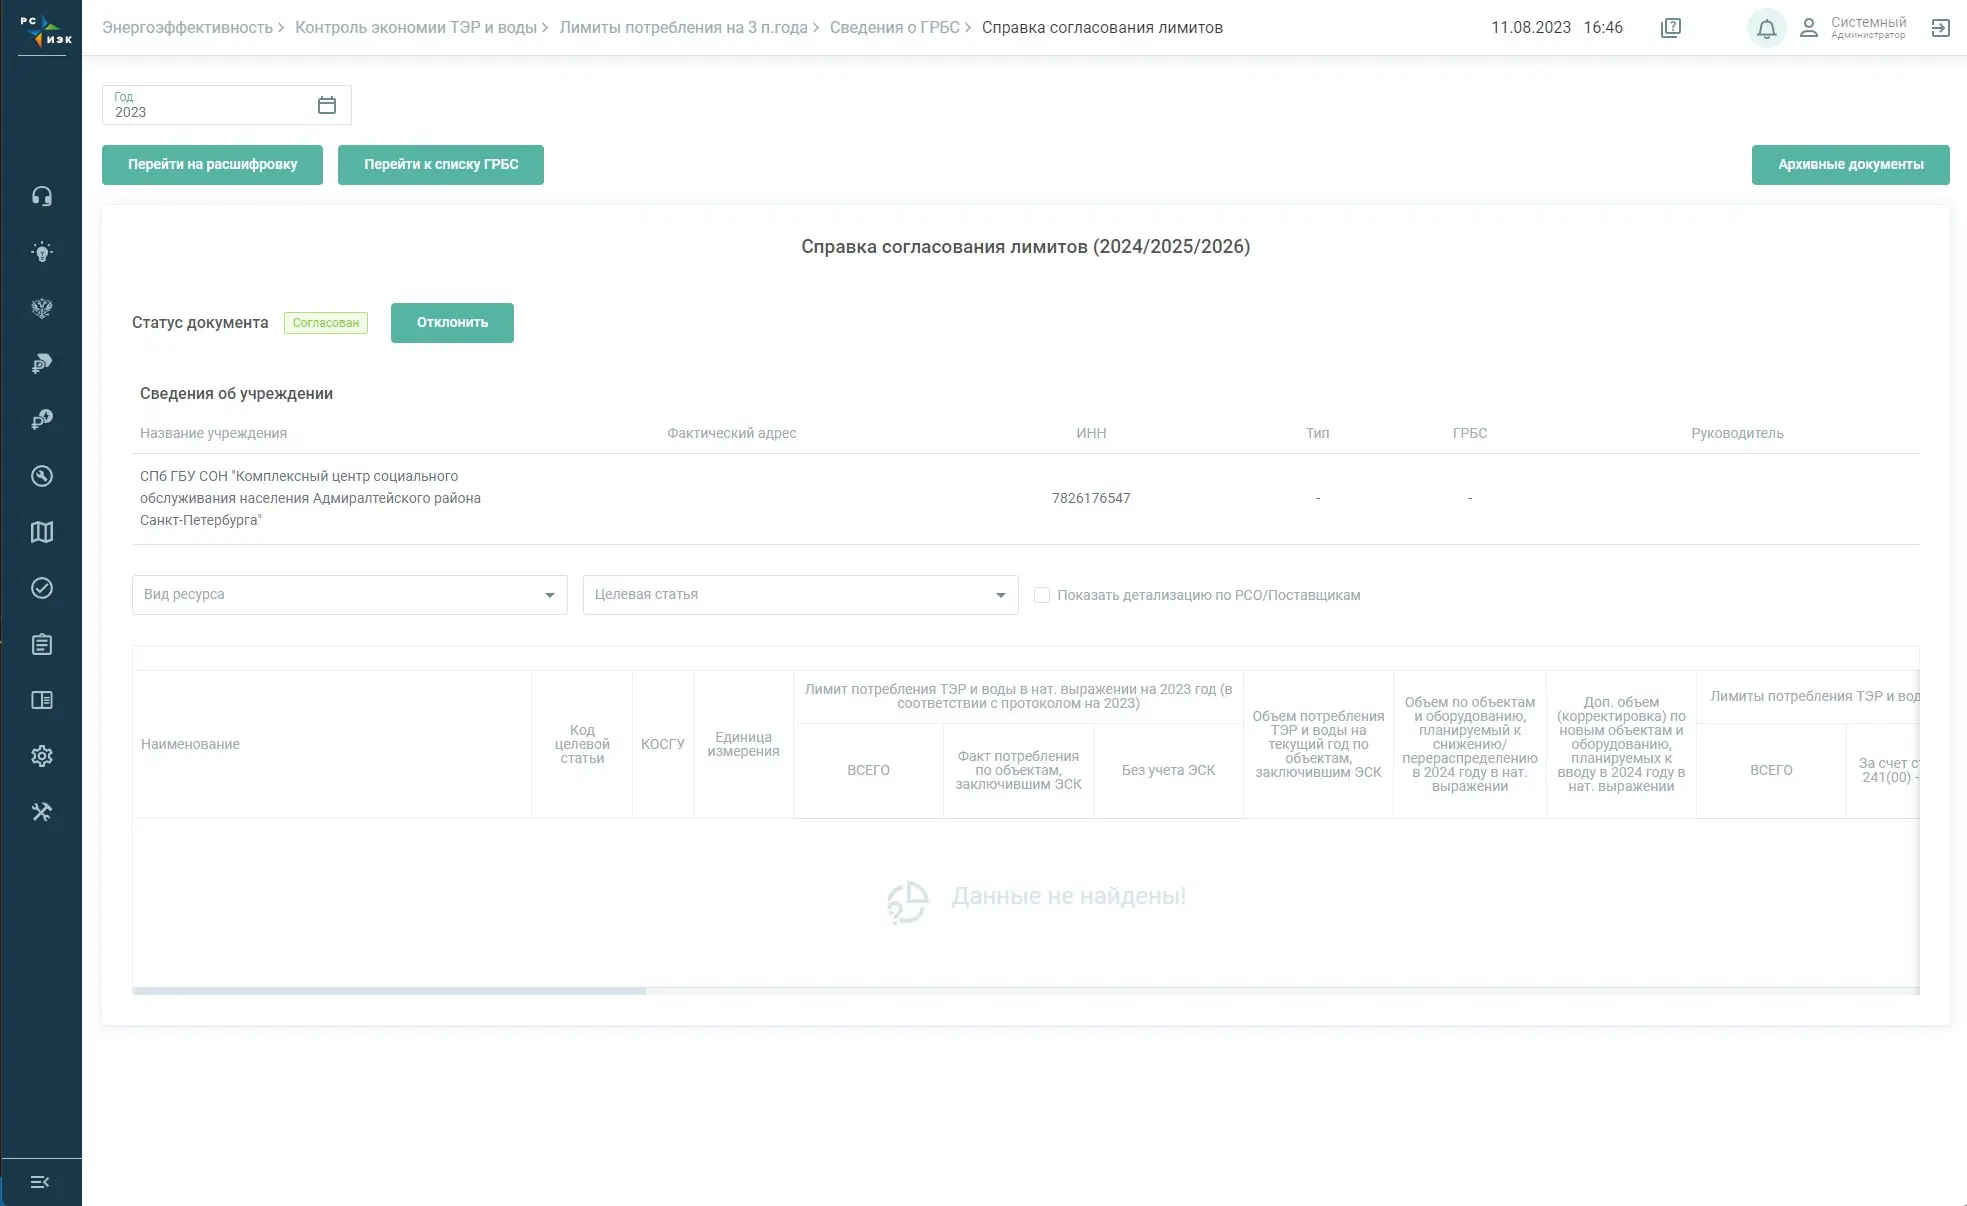 РС
ИЭК
Энергоэффективность > Контроль экономии ТЭР и воды > Лимиты потребления на 3 п.года > Сведения о ГРБС > Справка согласования лимитов
11.08.2023 16:46
Системный
Администратор
Год
2023
Перейти на расшифровку
Перейти к списку ГРБС
Архивные документы
Справка согласования лимитов (2024/2025/2026)
Статус документа
Согласован
Отклонить
Сведения об учреждении
Название учреждения
Фактический адрес
ИНН
Тип
ГРБС
Руководитель
СПб ГБУ СОН "Комплексный центр социального
обслуживания населения Адмиралтейского района
Санкт-Петербурга"
7826176547
-
-
Вид ресурса
Целевая статья
Показать детализацию по РСО/Поставщикам
Наименование
Код
целевой
статьи
КОСГУ
Единица
измерения
Лимит потребления ТЭР и воды в нат. выражении на 2023 год (в
соответствии с протоколом на 2023)
ВСЕГО
Факт потребления
по объектам,
заключившим ЭСК
Без учета ЭСК
Объем потребления
ТЭР и воды на
текущий год по
объектам,
заключившим ЭСК
Объем по объектам
и оборудованию,
планируемый к
снижению/
перераспределению
в 2024 году в нат.
выражении
Доп. объем
(корректировка) по
новым объектам и
оборудованию,
планируемых к
вводу в 2024 году в
нат. выражении
Лимиты потребления ТЭР и вод
ВСЕГО
За счет с
241(00) -
Данные не найдены!